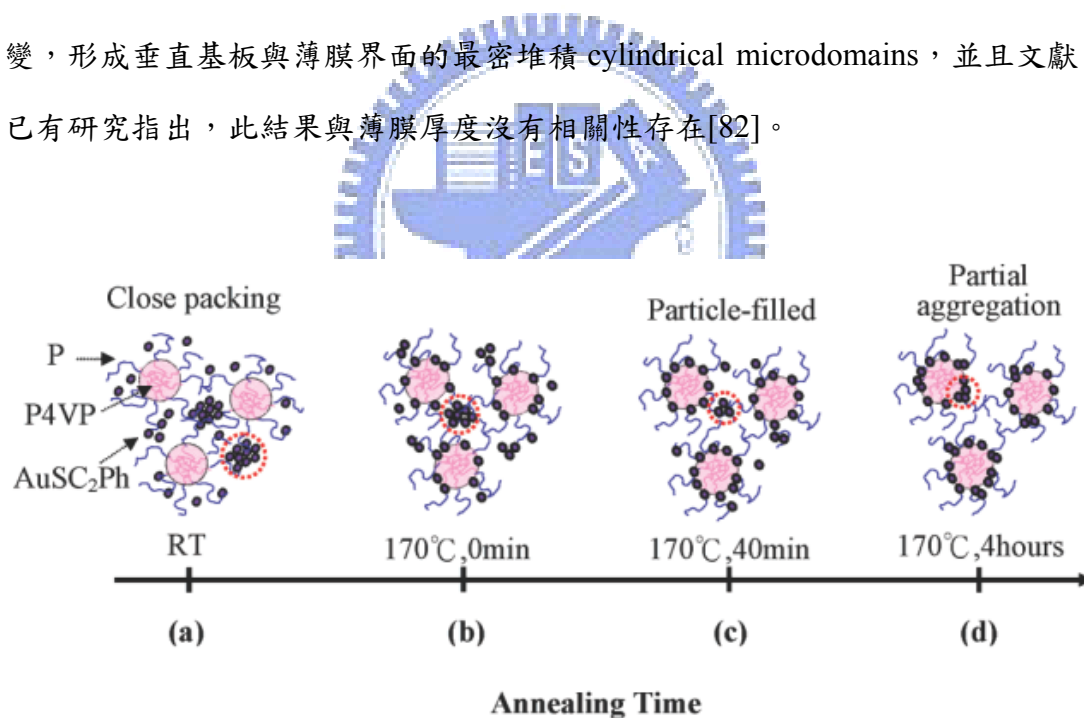 變,形成垂直基板與薄膜界面的最密堆積 cylindrical microdomains,並且文獻
已有研究指出,此結果與薄膜厚度沒有相關性存在[82]。
ES
Close packing
Particle-filled
Partial
aggregation
P
P4VP
AuSC₂Ph
RT
170℃,0min
170℃,40min
170℃,4hours
(a)
(b)
(c)
(d)
Annealing Time